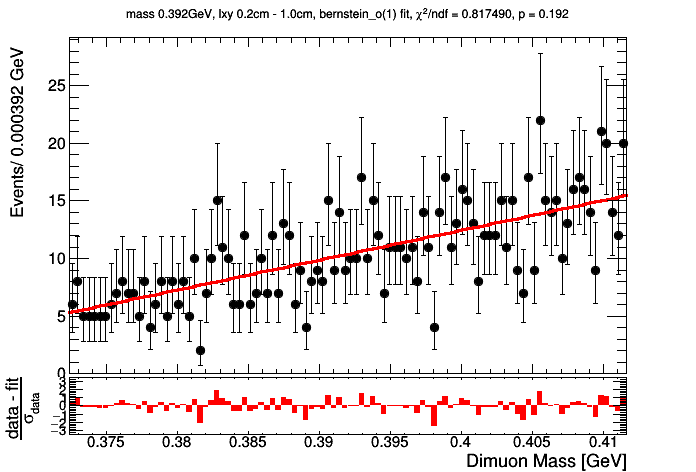 mass 0.392GeV, lxy 0.2cm - 1.0cm, bernstein_o(1) fit, χ²/ndf = 0.817490, p = 0.192
Events/ 0.000392 GeV
25
20
15
10
5
0
data - fit
σdata
3
2
1
0
−1
−2
−3
0.375 0.38 0.385 0.39 0.395 0.4 0.405 0.41
Dimuon Mass [GeV]